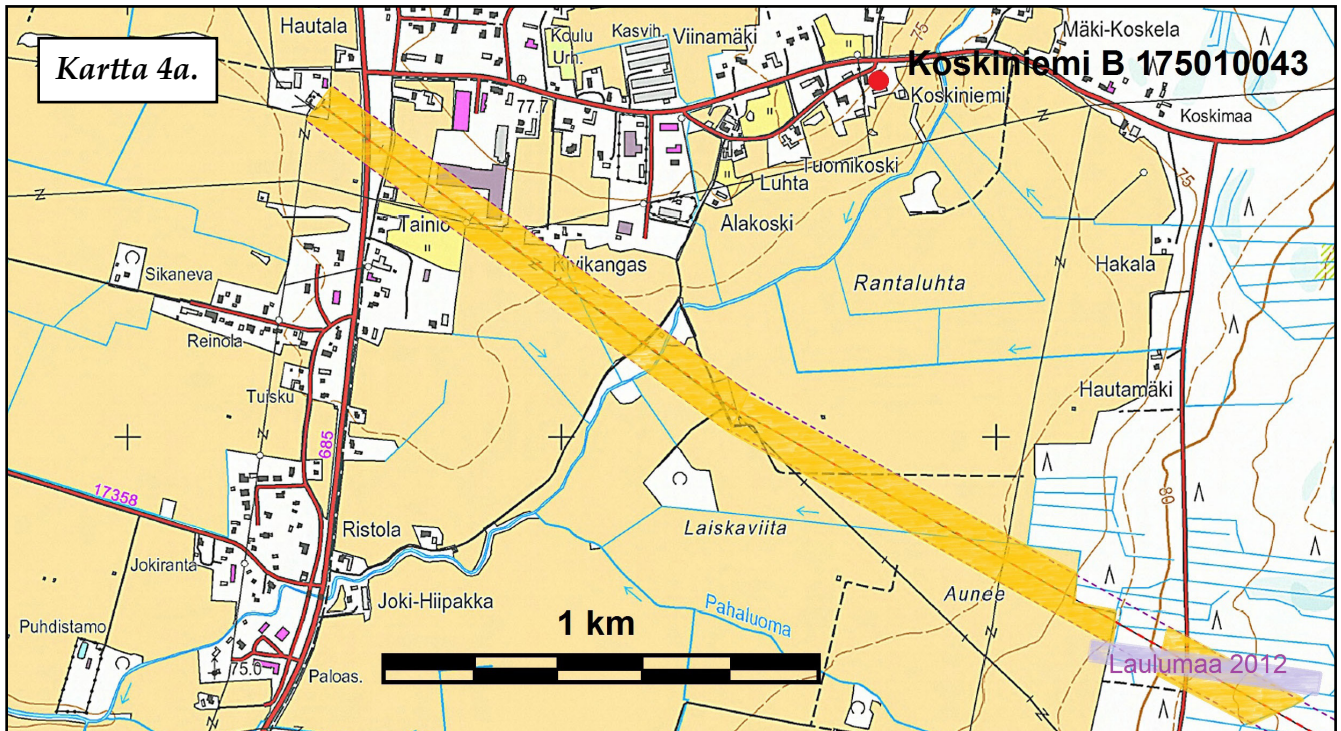 Hautala
Kartta 4a.
Koulu
Urh.
Kasvih.
Viinamäki
75
Mäki-Koskela
Koskiniemi B 175010043
Koskiniemi
Koskimaa
77.
Tuomikoski
Luhta
75
Tainio
Alakoski
Kivikangas
Hakala
Sikaneva
Rantaluhta
Reinola
Tuisku
Hautamäki
685
17358
80
Ristola
Laiskaviita
Jokiranta
Joki-Hiipakka
Aunee
Pahaluoma
Puhdistamo
1 km
75.0
Paloas.
Laulumaa 2012